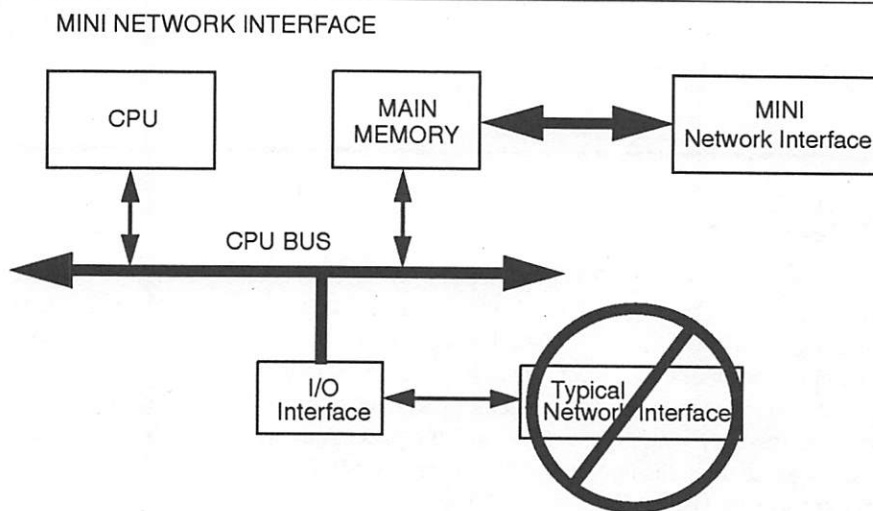 MINI NETWORK INTERFACE
CPU
MAIN
MEMORY
MINI
Network Interface
CPU BUS
I/O
Interface
Typical
Network Interface